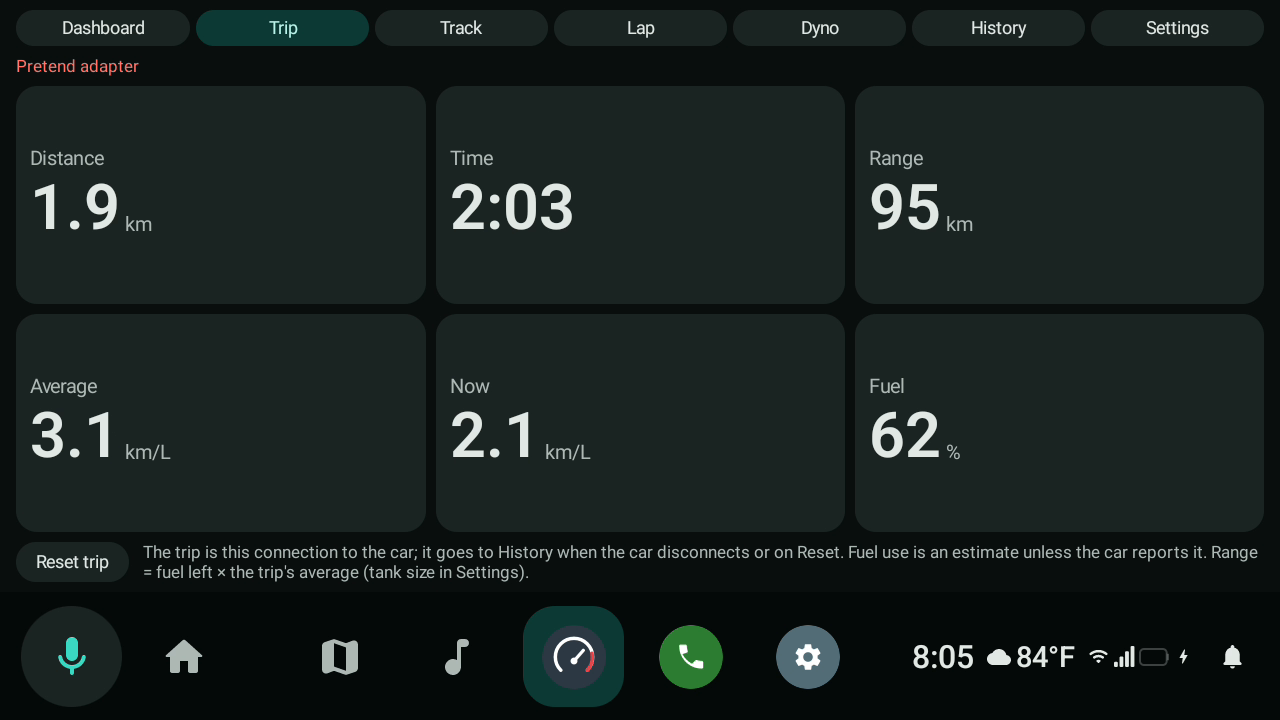 Dashboard
Trip
Track
Lap
Dyno
History
Settings
Pretend adapter
Distance
1.9 km
Time
2:03
Range
95 km
Average
3.1 km/L
Now
2.1 km/L
Fuel
62 %
Reset trip
The trip is this connection to the car; it goes to History when the car disconnects or on Reset. Fuel use is an estimate unless the car reports it. Range
= fuel left × the trip's average (tank size in Settings).
8:05
84°F